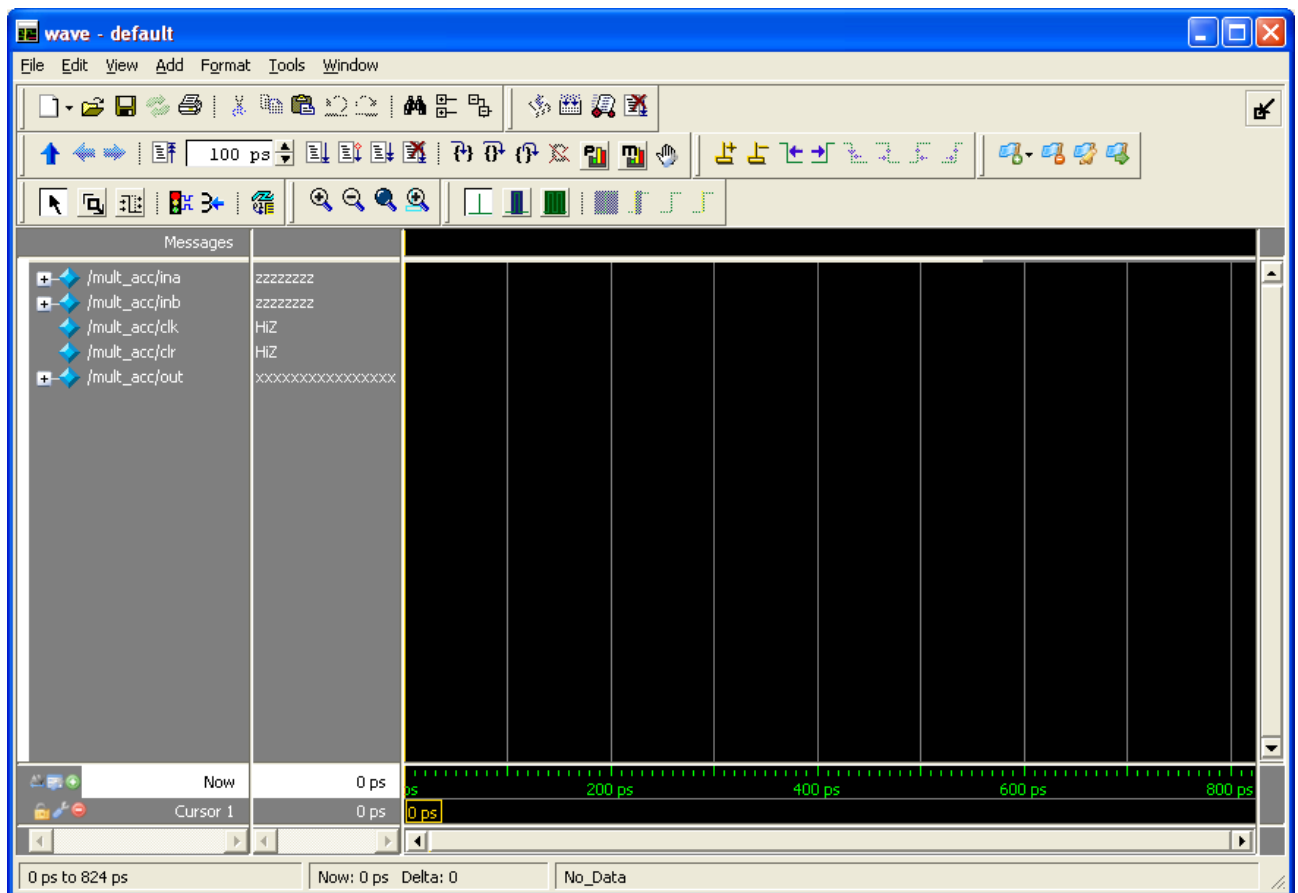 wave - default
File Edit View Add Format Tools Window
100 ps
Messages
/mult_acc/ina zzzzzzzz
/mult_acc/inb zzzzzzzz
/mult_acc/clk HiZ
/mult_acc/clr HiZ
/mult_acc/out xxxxxxxxxxxxxxxx
Now 0 ps ps 200 ps 400 ps 600 ps 800 ps
Cursor 1 0 ps 0 ps
0 ps to 824 ps Now: 0 ps Delta: 0 No_Data